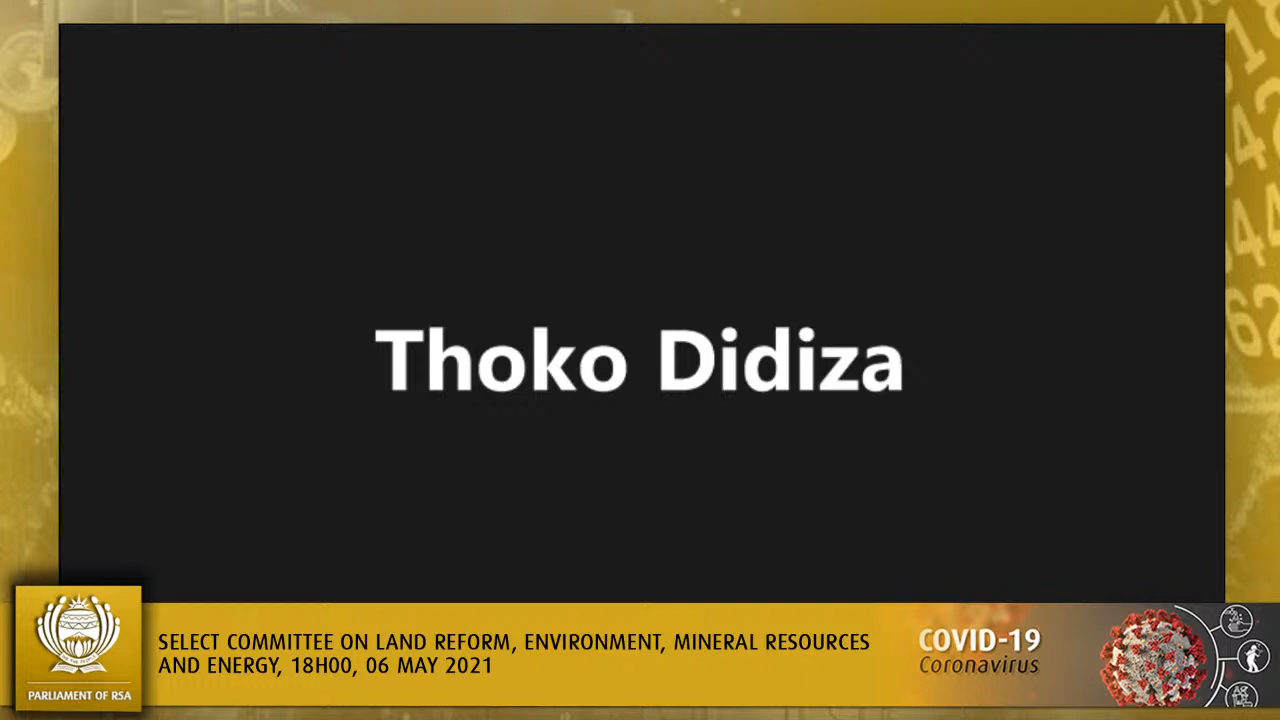 Thoko Didiza
SELECT COMMITTEE ON LAND REFORM, ENVIRONMENT, MINERAL RESOURCES
AND ENERGY, 18H00, 06 MAY 2021
COVID-19
Coronavirus
PARLIAMENT OF RSA